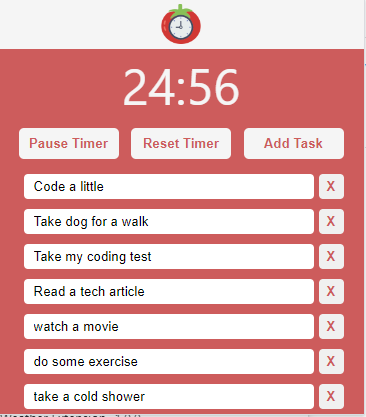 24:56
Pause Timer Reset Timer Add Task
Code a little X
Take dog for a walk X
Take my coding test X
Read a tech article X
watch a movie X
do some exercise X
take a cold shower X